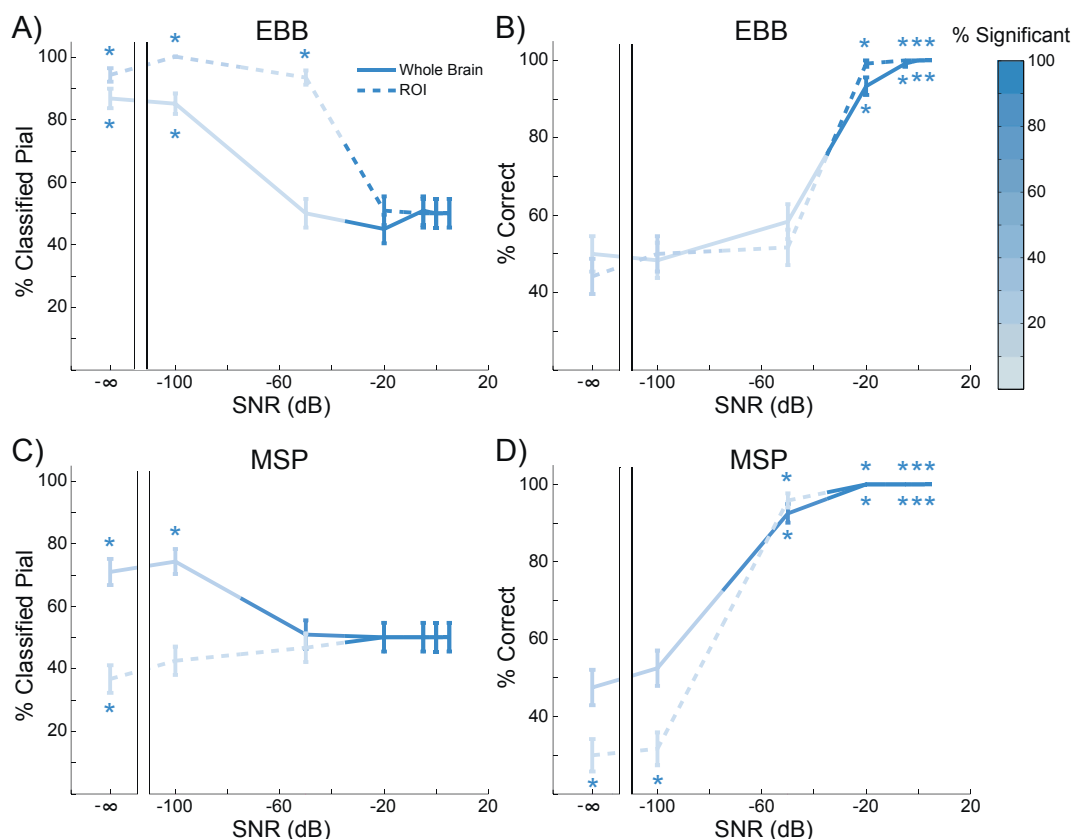 A)
EBB
* * *
* *
% Classified Pial
100
80
60
40
20
Whole Brain
ROI
-∞ -100 -60 -20 20
SNR (dB)
B)
EBB
* ***
* ***
% Correct
100
80
60
40
-∞ -100 -60 -20 20
SNR (dB)
% Significant
100
80
60
40
20
C)
MSP
* *
*
% Classified Pial
100
80
60
40
20
-∞ -100 -60 -20 20
SNR (dB)
D)
MSP
* * ***
* * ***
* *
% Correct
100
80
60
40
-∞ -100 -60 -20 20
SNR (dB)